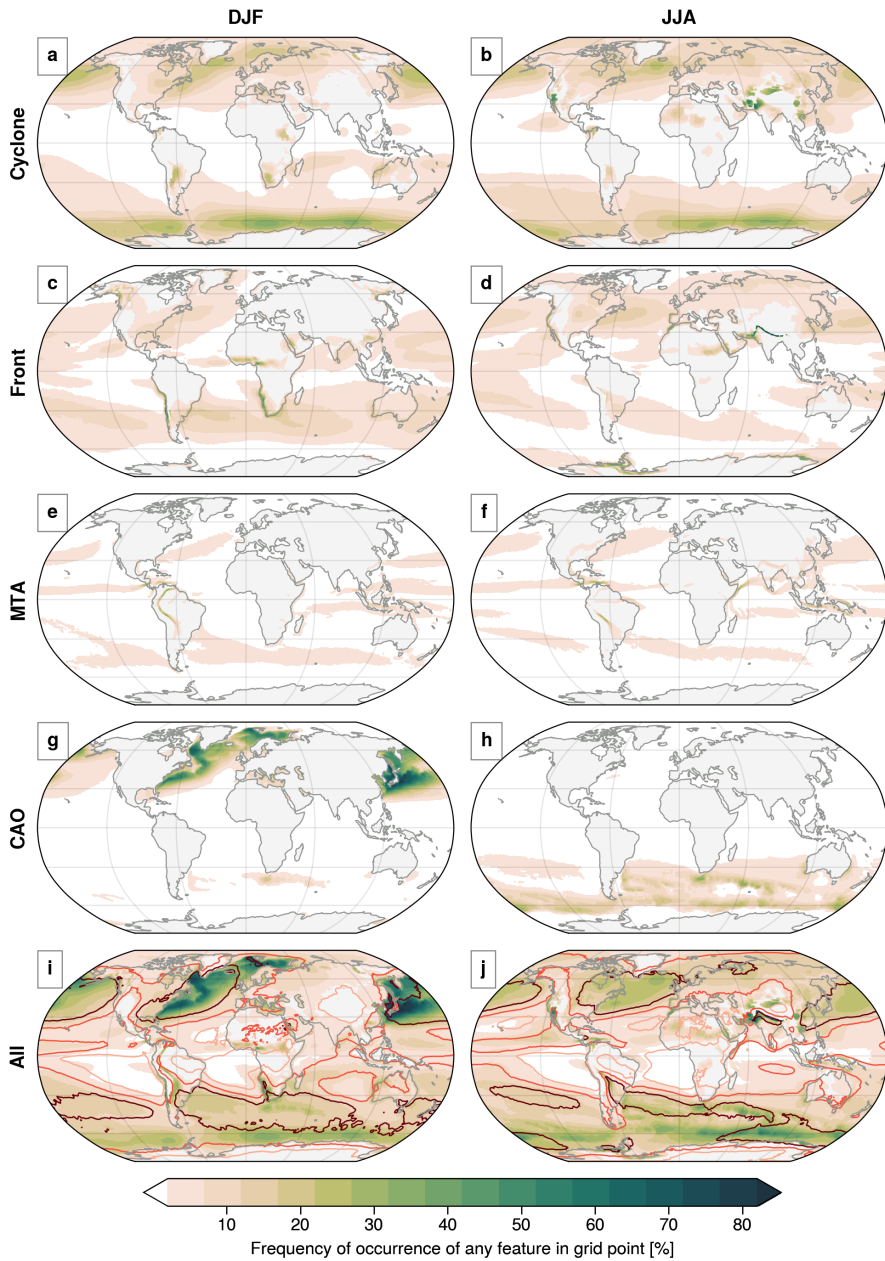 DJF JJA
a b
Cyclone
c d
Front
e f
MTA
g h
CAO
i j
All
10 20 30 40 50 60 70 80
Frequency of occurrence of any feature in grid point [%]